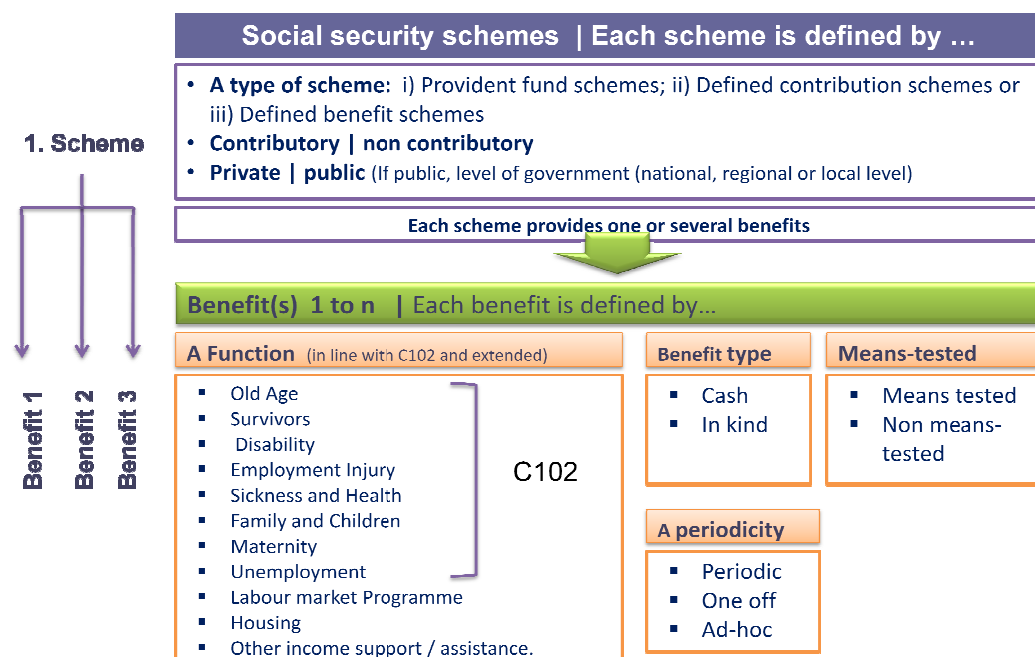 Social security schemes | Each scheme is defined by …
• A type of scheme: i) Provident fund schemes; ii) Defined contribution schemes or
iii) Defined benefit schemes
• Contributory | non contributory
• Private | public (If public, level of government (national, regional or local level)
1. Scheme
Each scheme provides one or several benefits
Benefit(s) 1 to n | Each benefit is defined by…
Benefit 1
Benefit 2
Benefit 3
A Function (in line with C102 and extended)
▪ Old Age
▪ Survivors
▪ Disability
▪ Employment Injury
▪ Sickness and Health
▪ Family and Children
▪ Maternity
▪ Unemployment
▪ Labour market Programme
▪ Housing
▪ Other income support / assistance.
C102
Benefit type
▪ Cash
▪ In kind
Means-tested
▪ Means tested
▪ Non means-
tested
A periodicity
▪ Periodic
▪ One off
▪ Ad-hoc